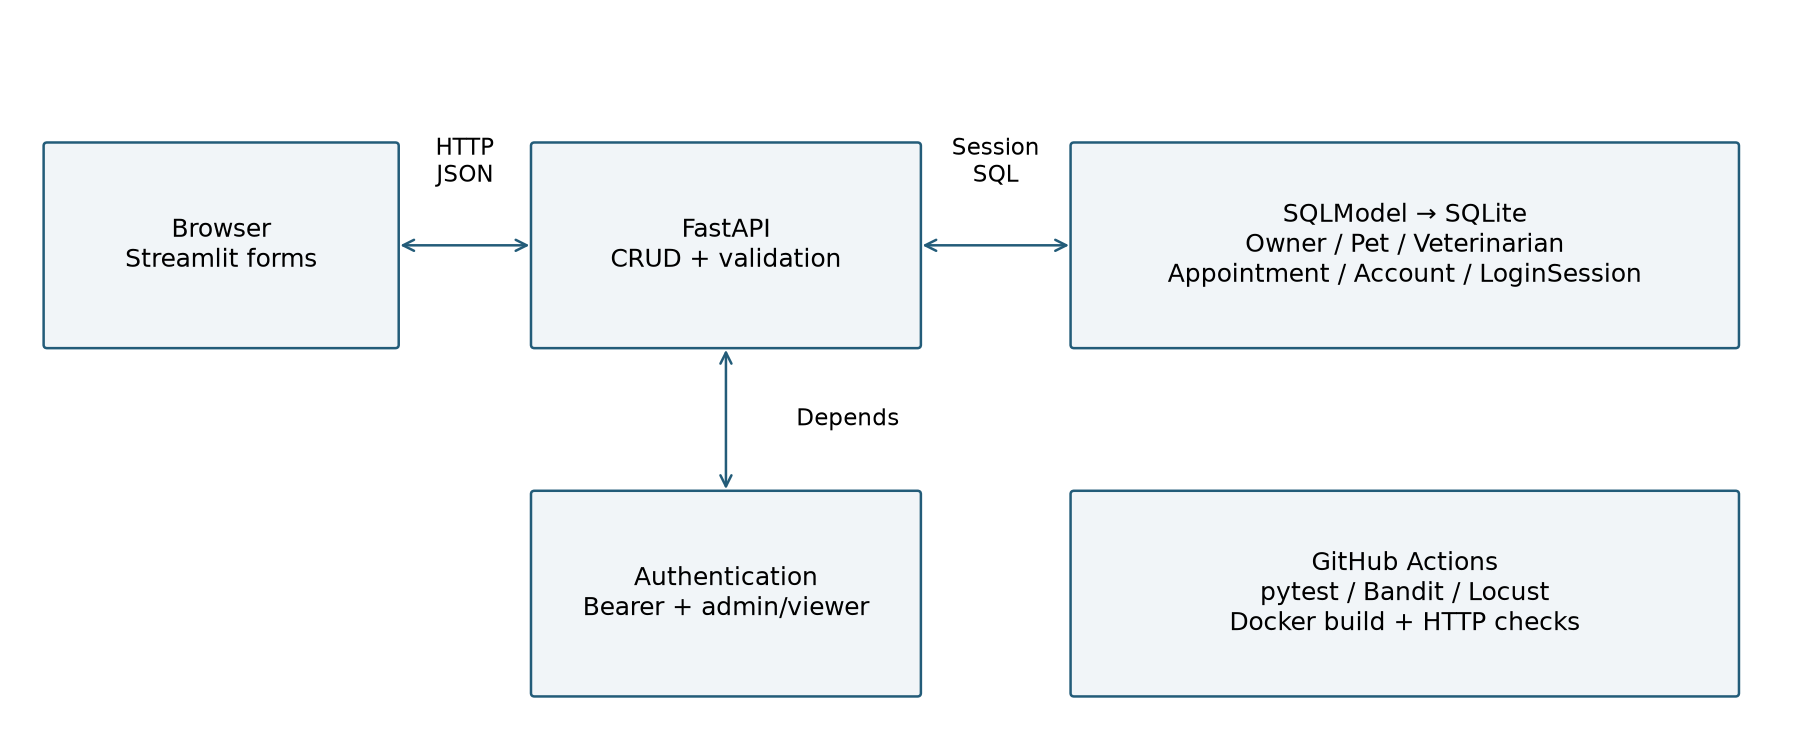 Browser
Streamlit forms
HTTP
JSON
FastAPI
CRUD + validation
Session
SQL
SQLModel → SQLite
Owner / Pet / Veterinarian
Appointment / Account / LoginSession
Depends
Authentication
Bearer + admin/viewer
GitHub Actions
pytest / Bandit / Locust
Docker build + HTTP checks